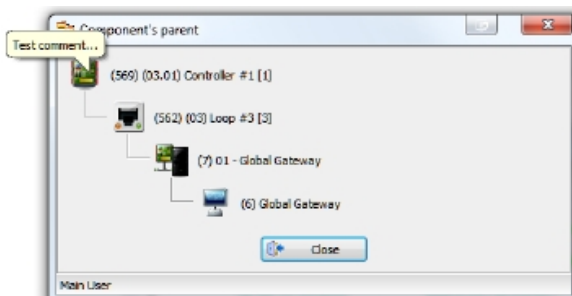 Component's parent
Test comment...
(569) (03.01) Controller #1 [1]
(562) (03) Loop #3 [3]
(7) 01 - Global Gateway
(6) Global Gateway
Close
Main User